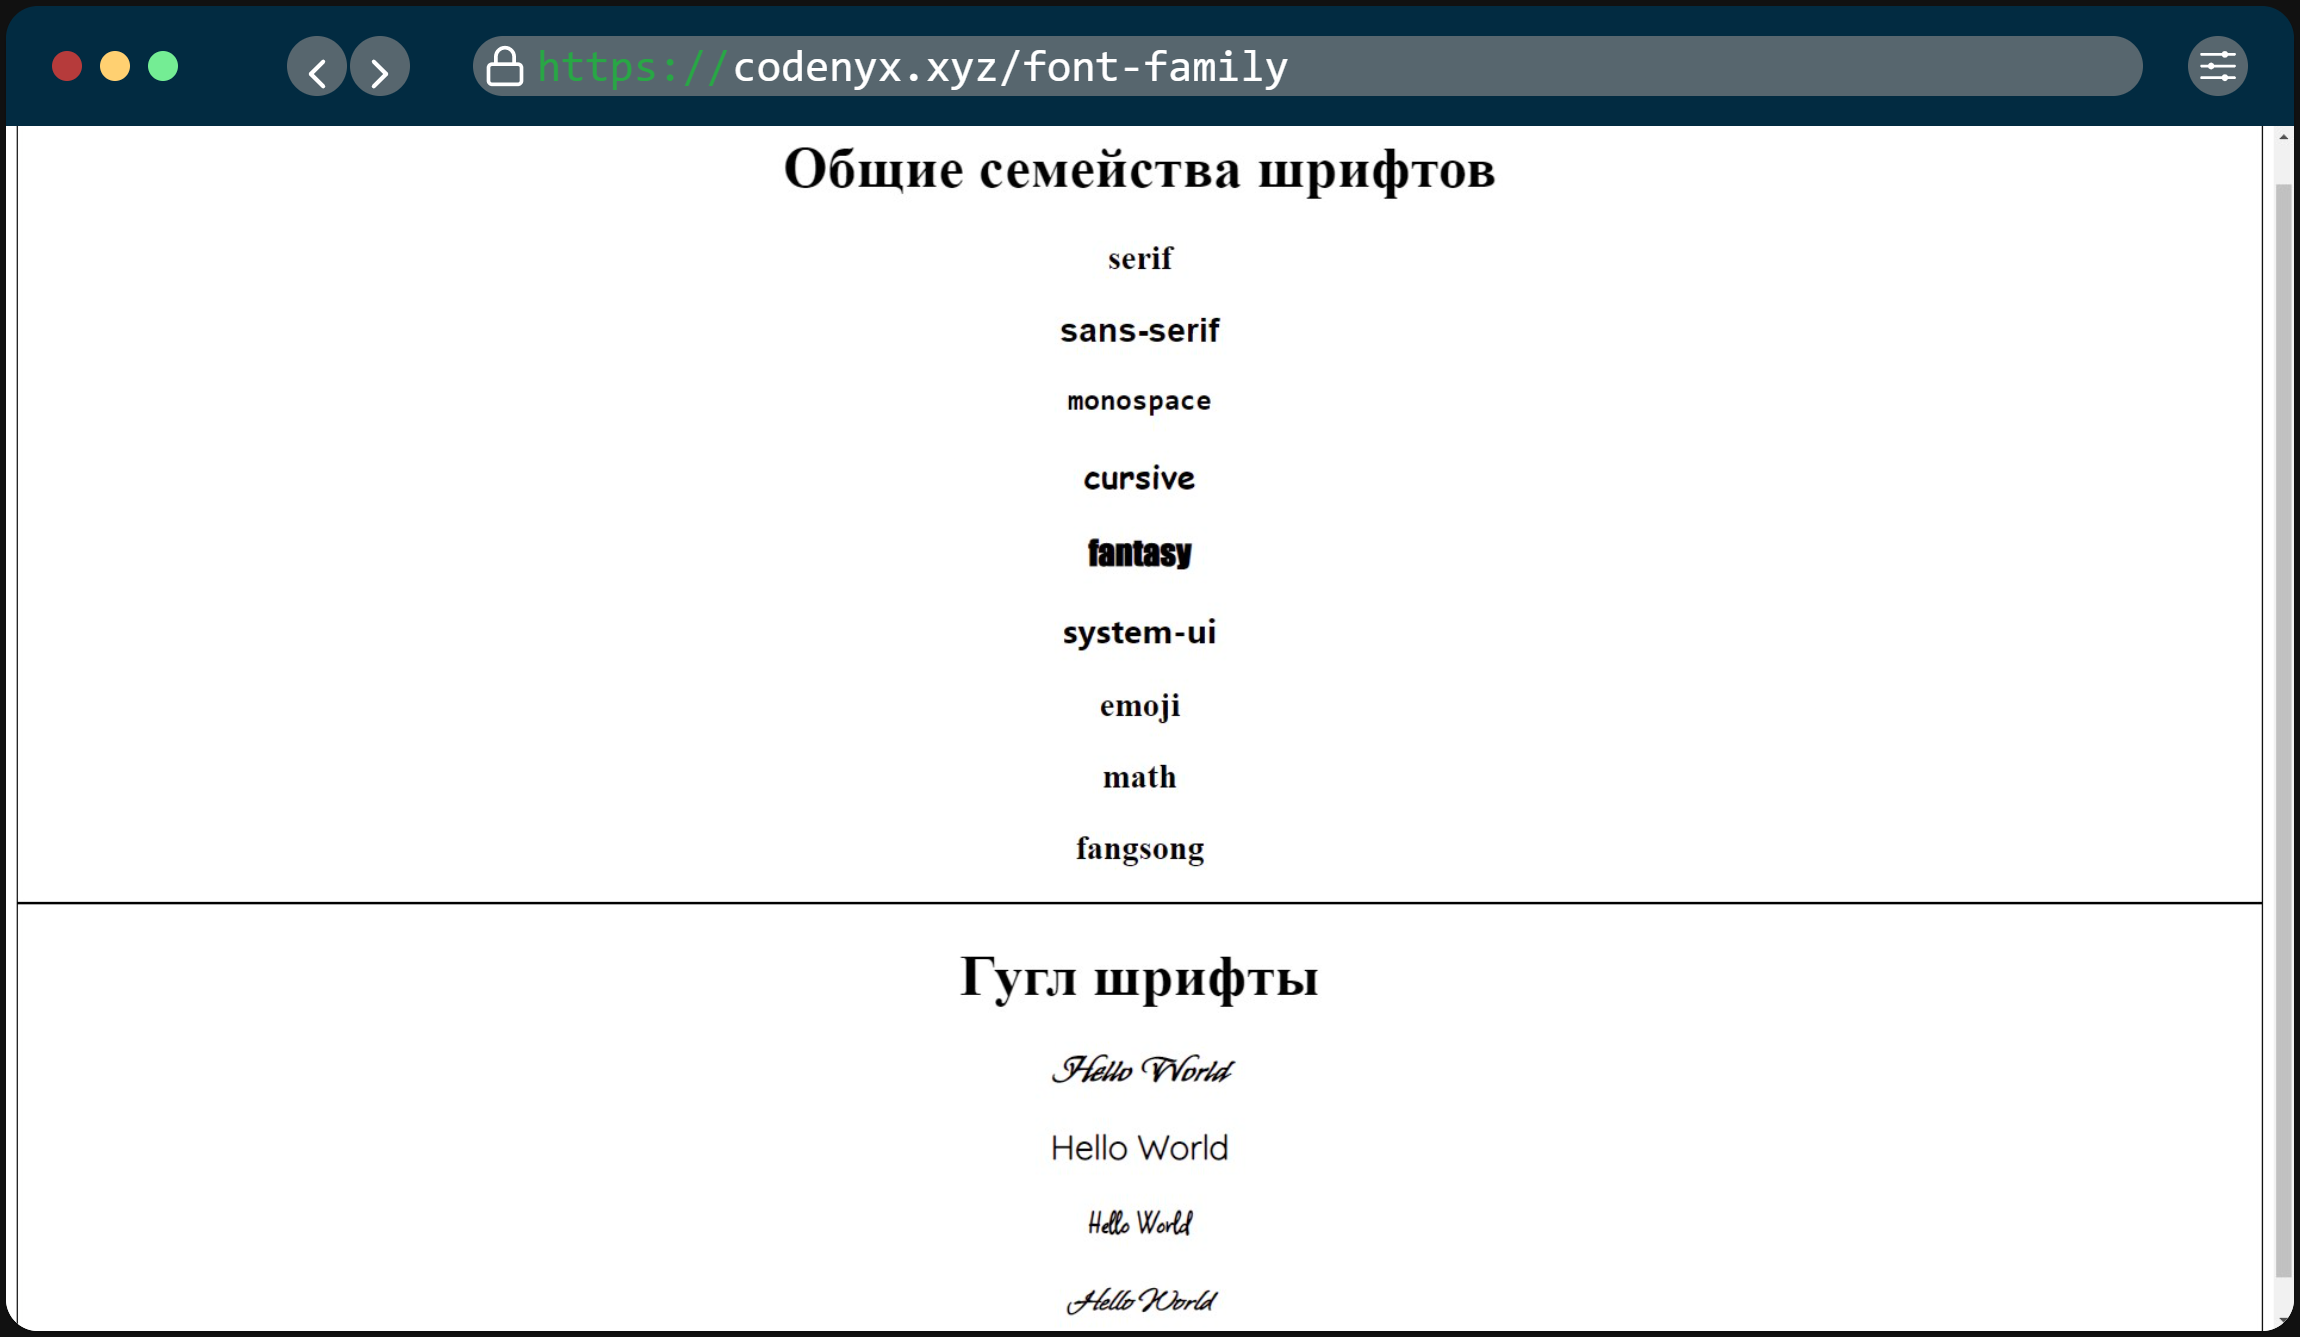 https://codenyx.xyz/font-family
Общие семейства шрифтов
serif
sans-serif
monospace
cursive
fantasy
system-ui
emoji
math
fangsong
Гугл шрифты
Hello World
Hello World
Hello World
Hello World